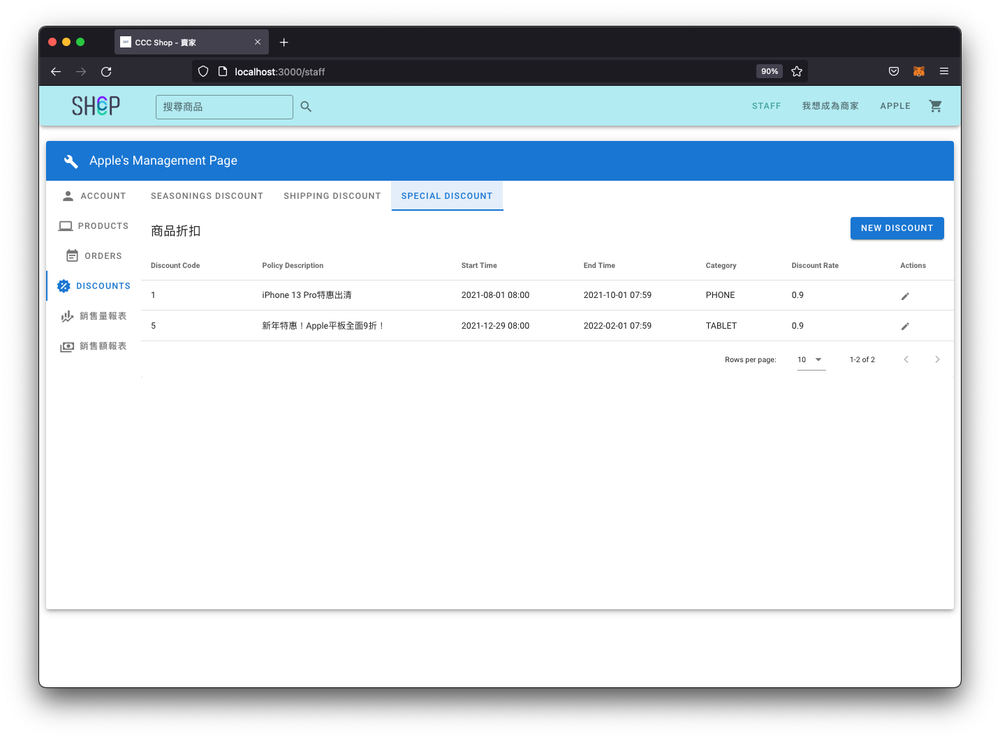 CCC Shop - 賣家
localhost:3000/staff
90%
SHCP
搜尋商品
STAFF
我想成為商家
APPLE
Apple's Management Page
ACCOUNT
PRODUCTS
ORDERS
DISCOUNTS
銷售量報表
銷售額報表
SEASONINGS DISCOUNT
SHIPPING DISCOUNT
SPECIAL DISCOUNT
商品折扣
NEW DISCOUNT
Discount Code Policy Description Start Time End Time Category Discount Rate Actions
1 iPhone 13 Pro特惠出清 2021-08-01 08:00 2021-10-01 07:59 PHONE 0.9
5 新年特惠！Apple平板全面9折！ 2021-12-29 08:00 2022-02-01 07:59 TABLET 0.9
Rows per page: 10 1-2 of 2